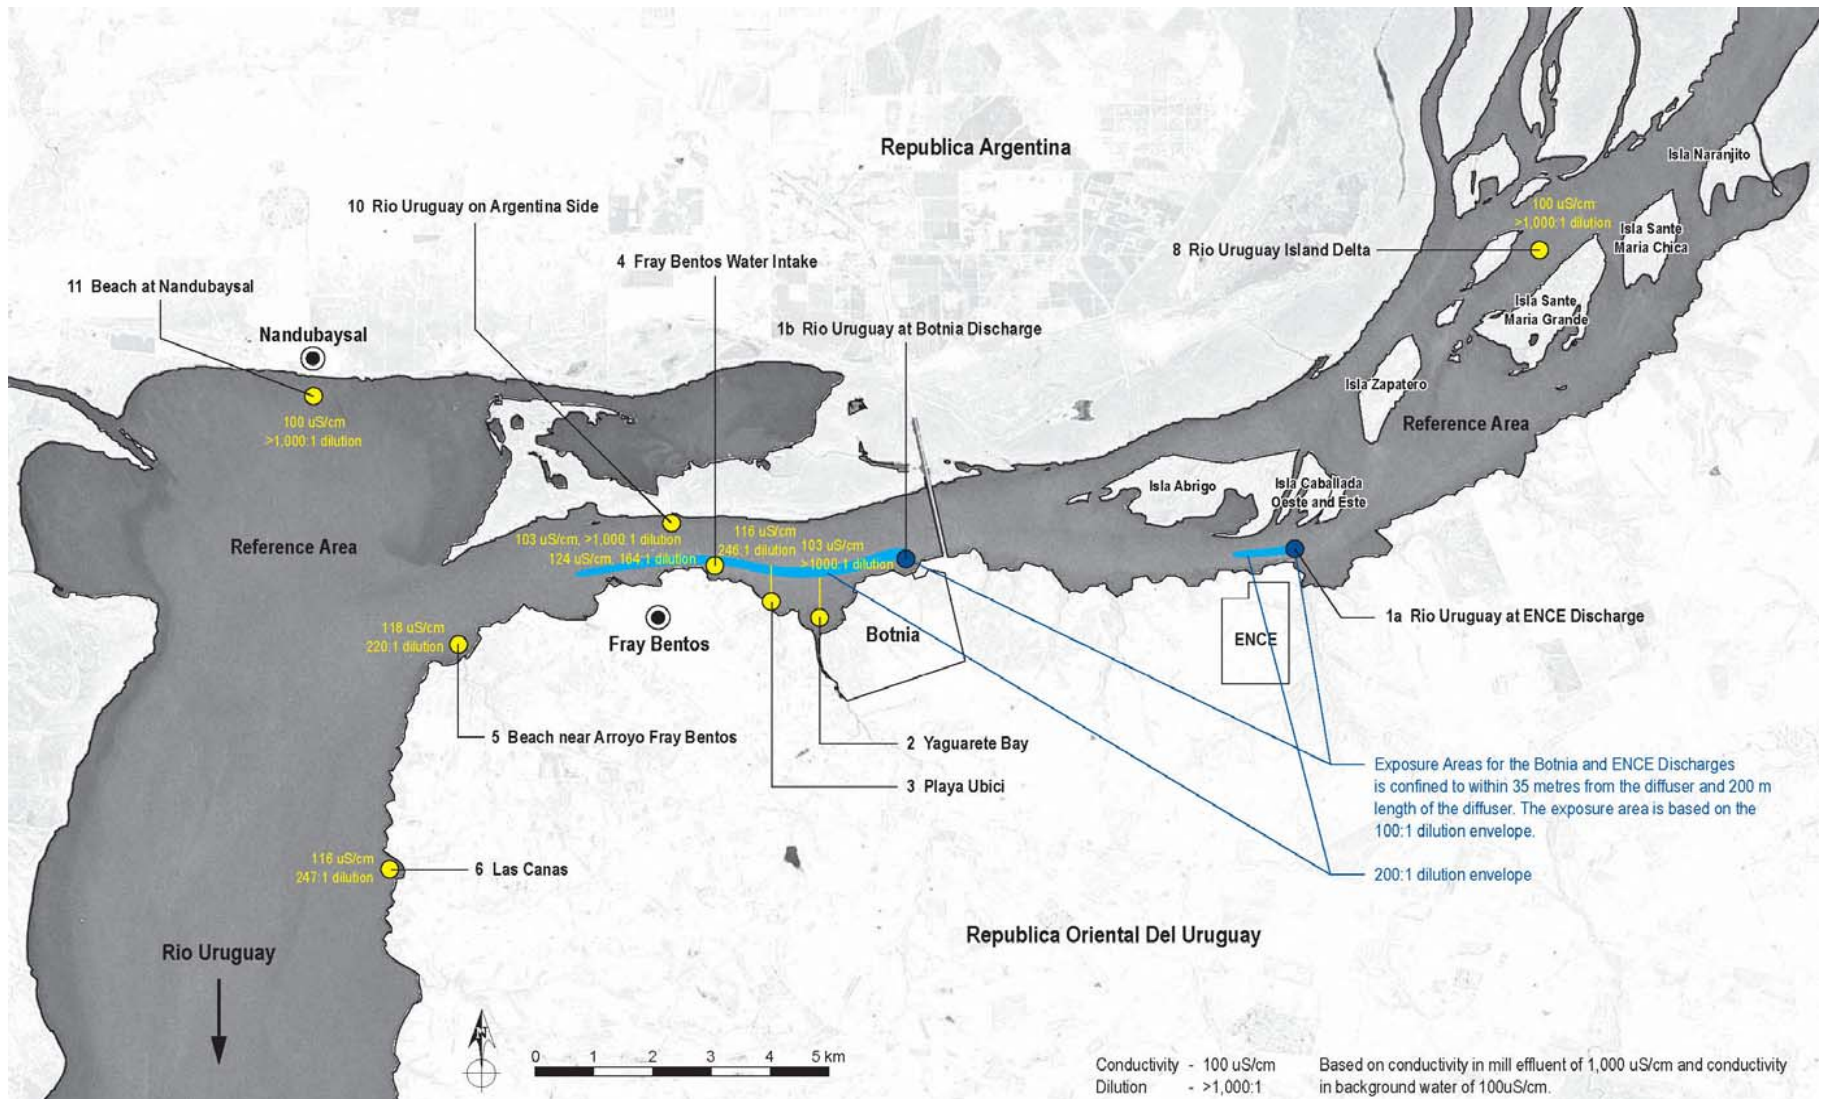 Republica Argentina
Isla Naranjito
10 Rio Uruguay on Argentina Side
100 uS/cm
>1,000:1 dilution
Isla Sante
Maria Chica
8 Rio Uruguay Island Delta
4 Fray Bentos Water Intake
11 Beach at Nandubaysal
Isla Sante
Maria Grande
1b Rio Uruguay at Botnia Discharge
Nandubaysal
Isla Zapatero
100 uS/cm
>1,000:1 dilution
Reference Area
Isla Abrigo
Isla Caballada
Oeste and Este
Reference Area
103 uS/cm, >1,000:1 dilution
116 uS/cm
246:1 dilution
103 uS/cm
>1000:1 dilution
124 uS/cm, 164:1 dilution
118 uS/cm
220:1 dilution
Fray Bentos
Botnia
ENCE
1a Rio Uruguay at ENCE Discharge
5 Beach near Arroyo Fray Bentos
2 Yaguarete Bay
3 Playa Ubici
Exposure Areas for the Botnia and ENCE Discharges
is confined to within 35 metres from the diffuser and 200 m
length of the diffuser. The exposure area is based on the
100:1 dilution envelope.
200:1 dilution envelope
116 uS/cm
247:1 dilution
6 Las Canas
Republica Oriental Del Uruguay
Rio Uruguay
N
0 1 2 3 4 5 km
Conductivity - 100 uS/cm
Dilution - >1,000:1
Based on conductivity in mill effluent of 1,000 uS/cm and conductivity
in background water of 100uS/cm.